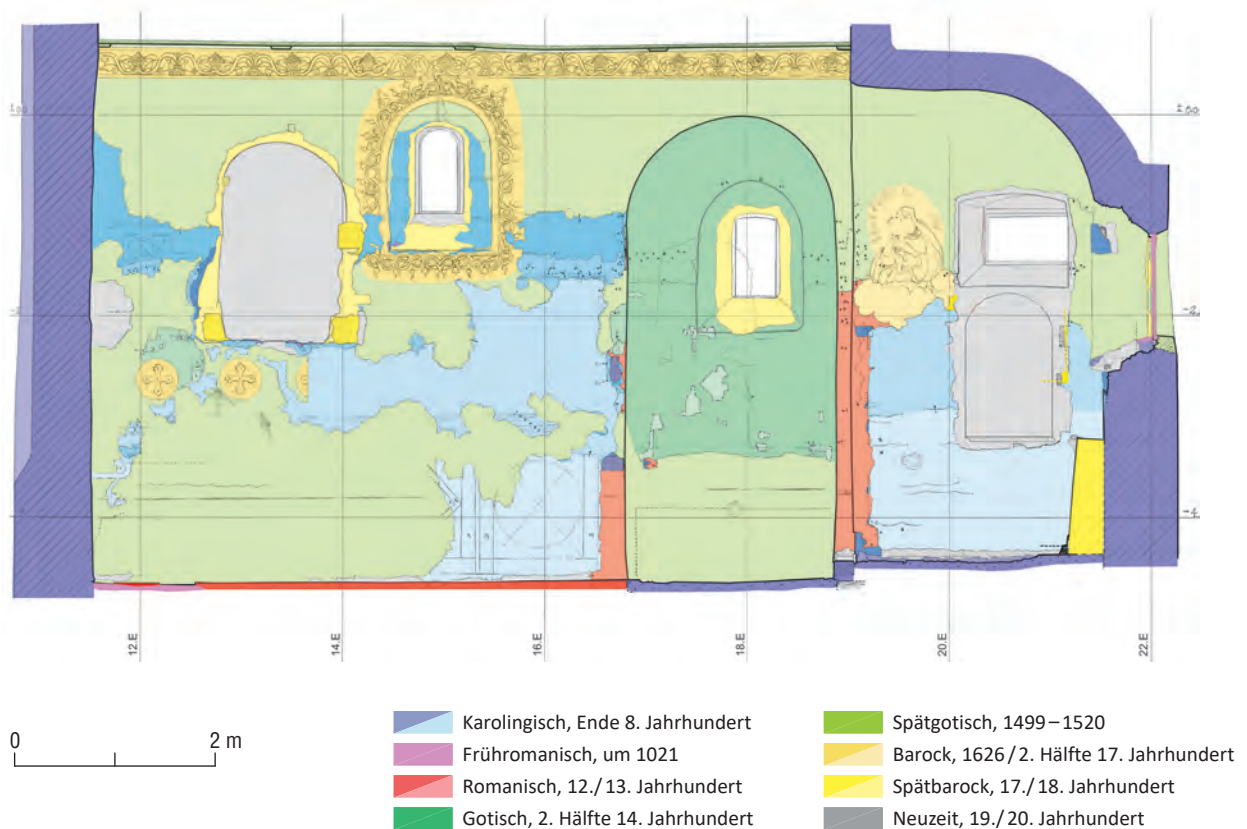 12.E
14.E
16.E
18.E
20.E
22.E
0 2 m
Karolingisch, Ende 8. Jahrhundert
Frühromanisch, um 1021
Romanisch, 12./13. Jahrhundert
Gotisch, 2. Hälfte 14. Jahrhundert
Spätgotisch, 1499–1520
Barock, 1626/2. Hälfte 17. Jahrhundert
Spätbarock, 17./18. Jahrhundert
Neuzeit, 19./20. Jahrhundert